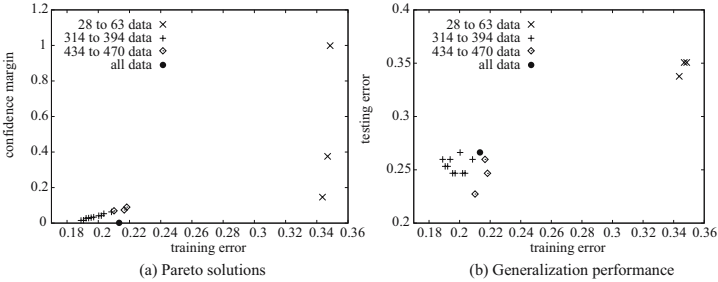 1.2
1
0.8
0.6
0.4
0.2
0
confidence margin
28 to 63 data
314 to 394 data
434 to 470 data
all data
0.18 0.2 0.22 0.24 0.26 0.28 0.3 0.32 0.34 0.36
training error
(a) Pareto solutions
0.4
0.35
0.3
0.25
0.2
testing error
28 to 63 data
314 to 394 data
434 to 470 data
all data
0.18 0.2 0.22 0.24 0.26 0.28 0.3 0.32 0.34 0.36
training error
(b) Generalization performance